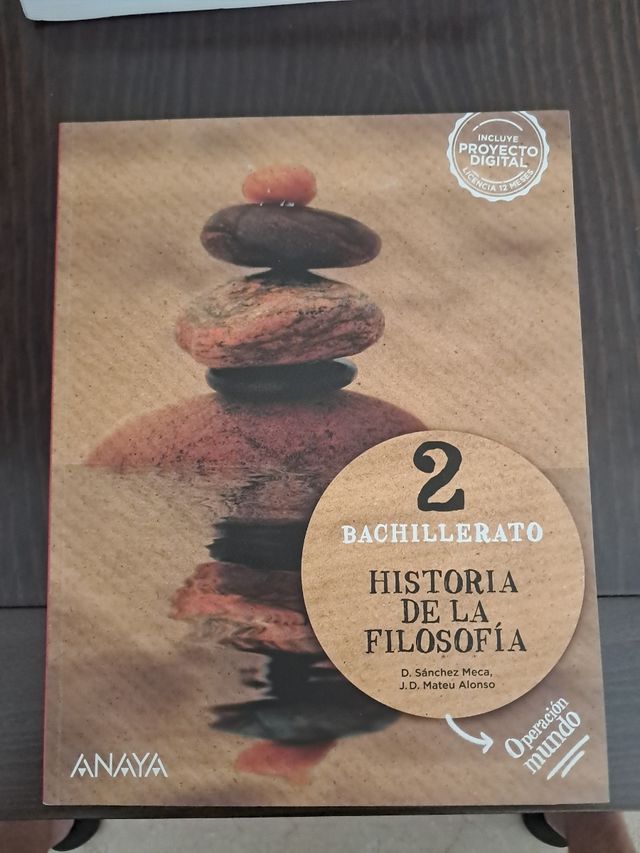 INCLUYE
PROYECTO
DIGITAL
LICENCIA 12 MESES
2
BACHILLERATO
HISTORIA
DE LA
FILOSOFÍA
D. Sánchez Meca,
J. D. Mateu Alonso
Operación
mundo
ANAYA